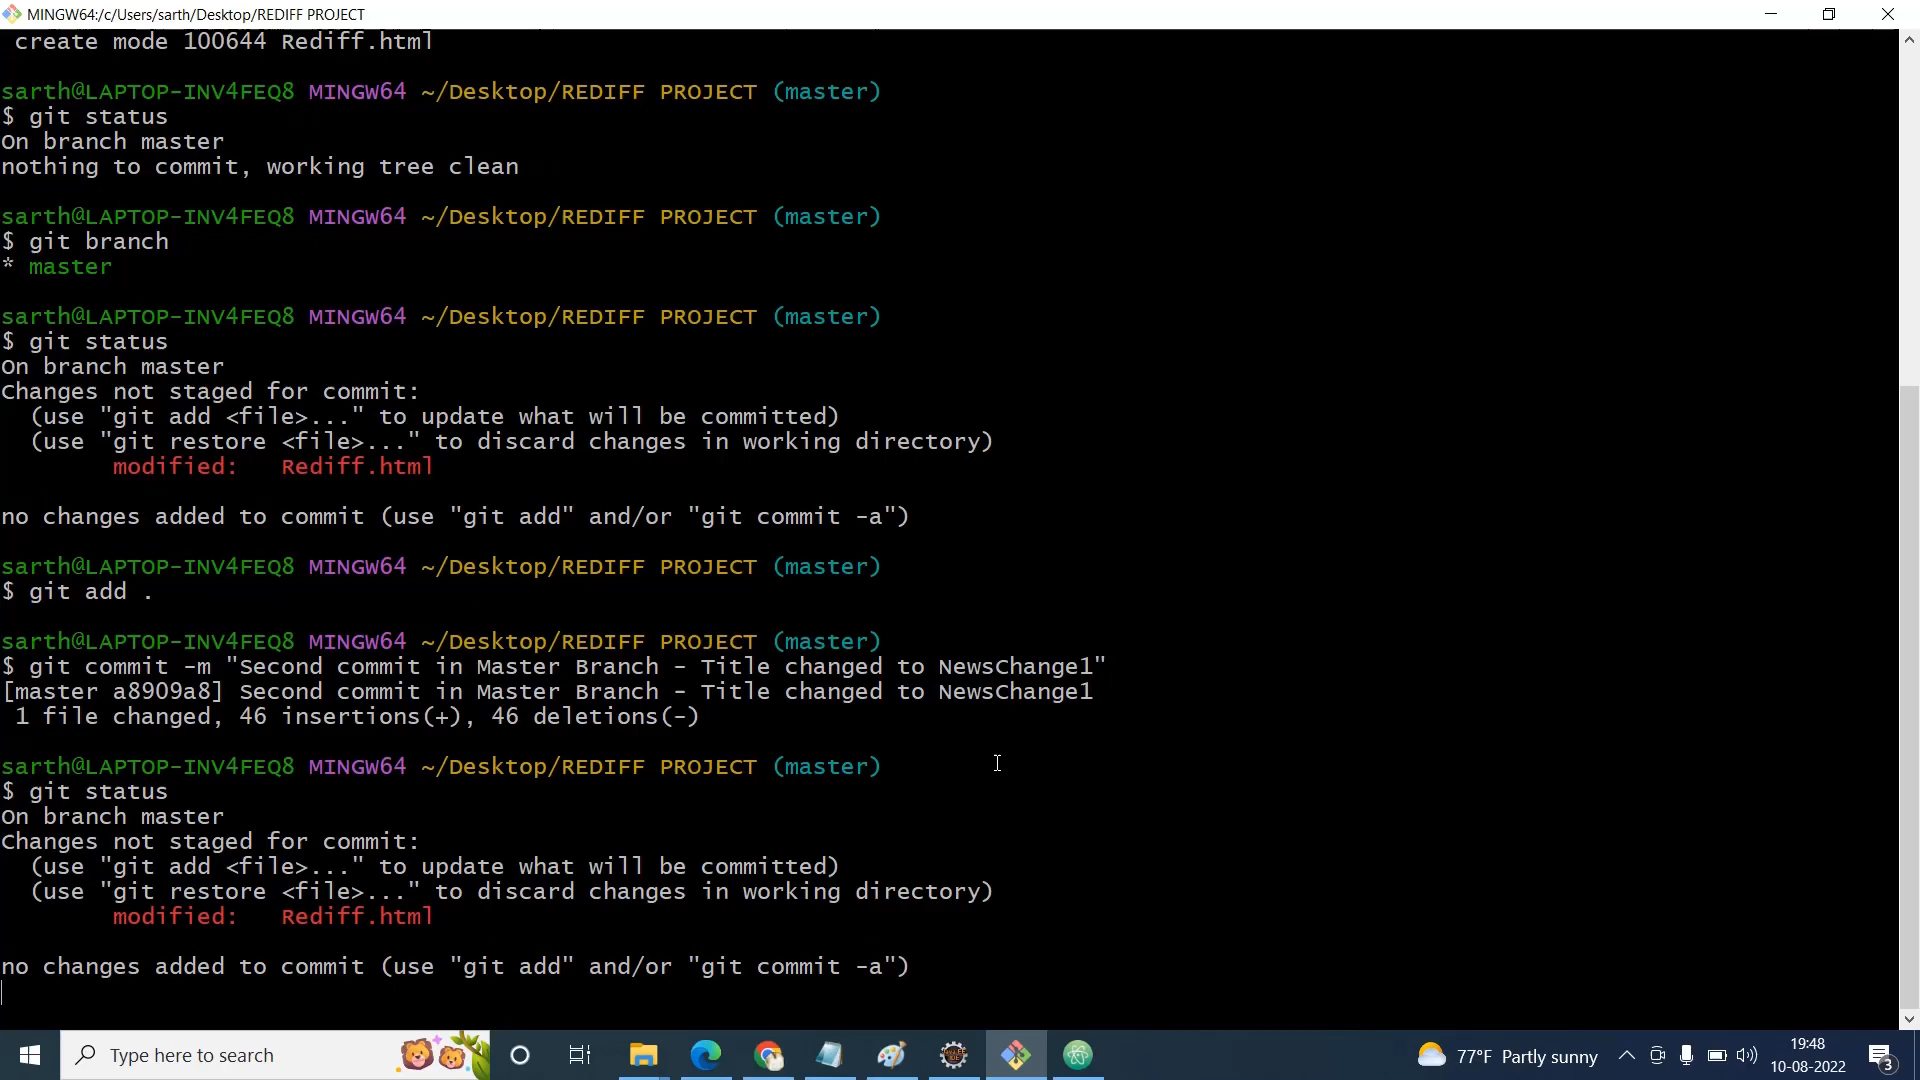 MINGW64:/c/Users/sarth/Desktop/REDIFF PROJECT
create mode 100644 Rediff.html
sarth@LAPTOP-INV4FEQ8 MINGW64 ~/Desktop/REDIFF PROJECT (master)
$ git status
On branch master
nothing to commit, working tree clean
sarth@LAPTOP-INV4FEQ8 MINGW64 ~/Desktop/REDIFF PROJECT (master)
$ git branch
* master
sarth@LAPTOP-INV4FEQ8 MINGW64 ~/Desktop/REDIFF PROJECT (master)
$ git status
On branch master
Changes not staged for commit:
(use "git add <file>..." to update what will be committed)
(use "git restore <file>..." to discard changes in working directory)
modified:   Rediff.html
no changes added to commit (use "git add" and/or "git commit -a")
sarth@LAPTOP-INV4FEQ8 MINGW64 ~/Desktop/REDIFF PROJECT (master)
$ git add .
sarth@LAPTOP-INV4FEQ8 MINGW64 ~/Desktop/REDIFF PROJECT (master)
$ git commit -m "Second commit in Master Branch - Title changed to NewsChange1"
[master a8909a8] Second commit in Master Branch - Title changed to NewsChange1
1 file changed, 46 insertions(+), 46 deletions(-)
sarth@LAPTOP-INV4FEQ8 MINGW64 ~/Desktop/REDIFF PROJECT (master)
$ git status
On branch master
Changes not staged for commit:
(use "git add <file>..." to update what will be committed)
(use "git restore <file>..." to discard changes in working directory)
modified:   Rediff.html
no changes added to commit (use "git add" and/or "git commit -a")
Type here to search
77°F Partly sunny
19:48
10-08-2022
3